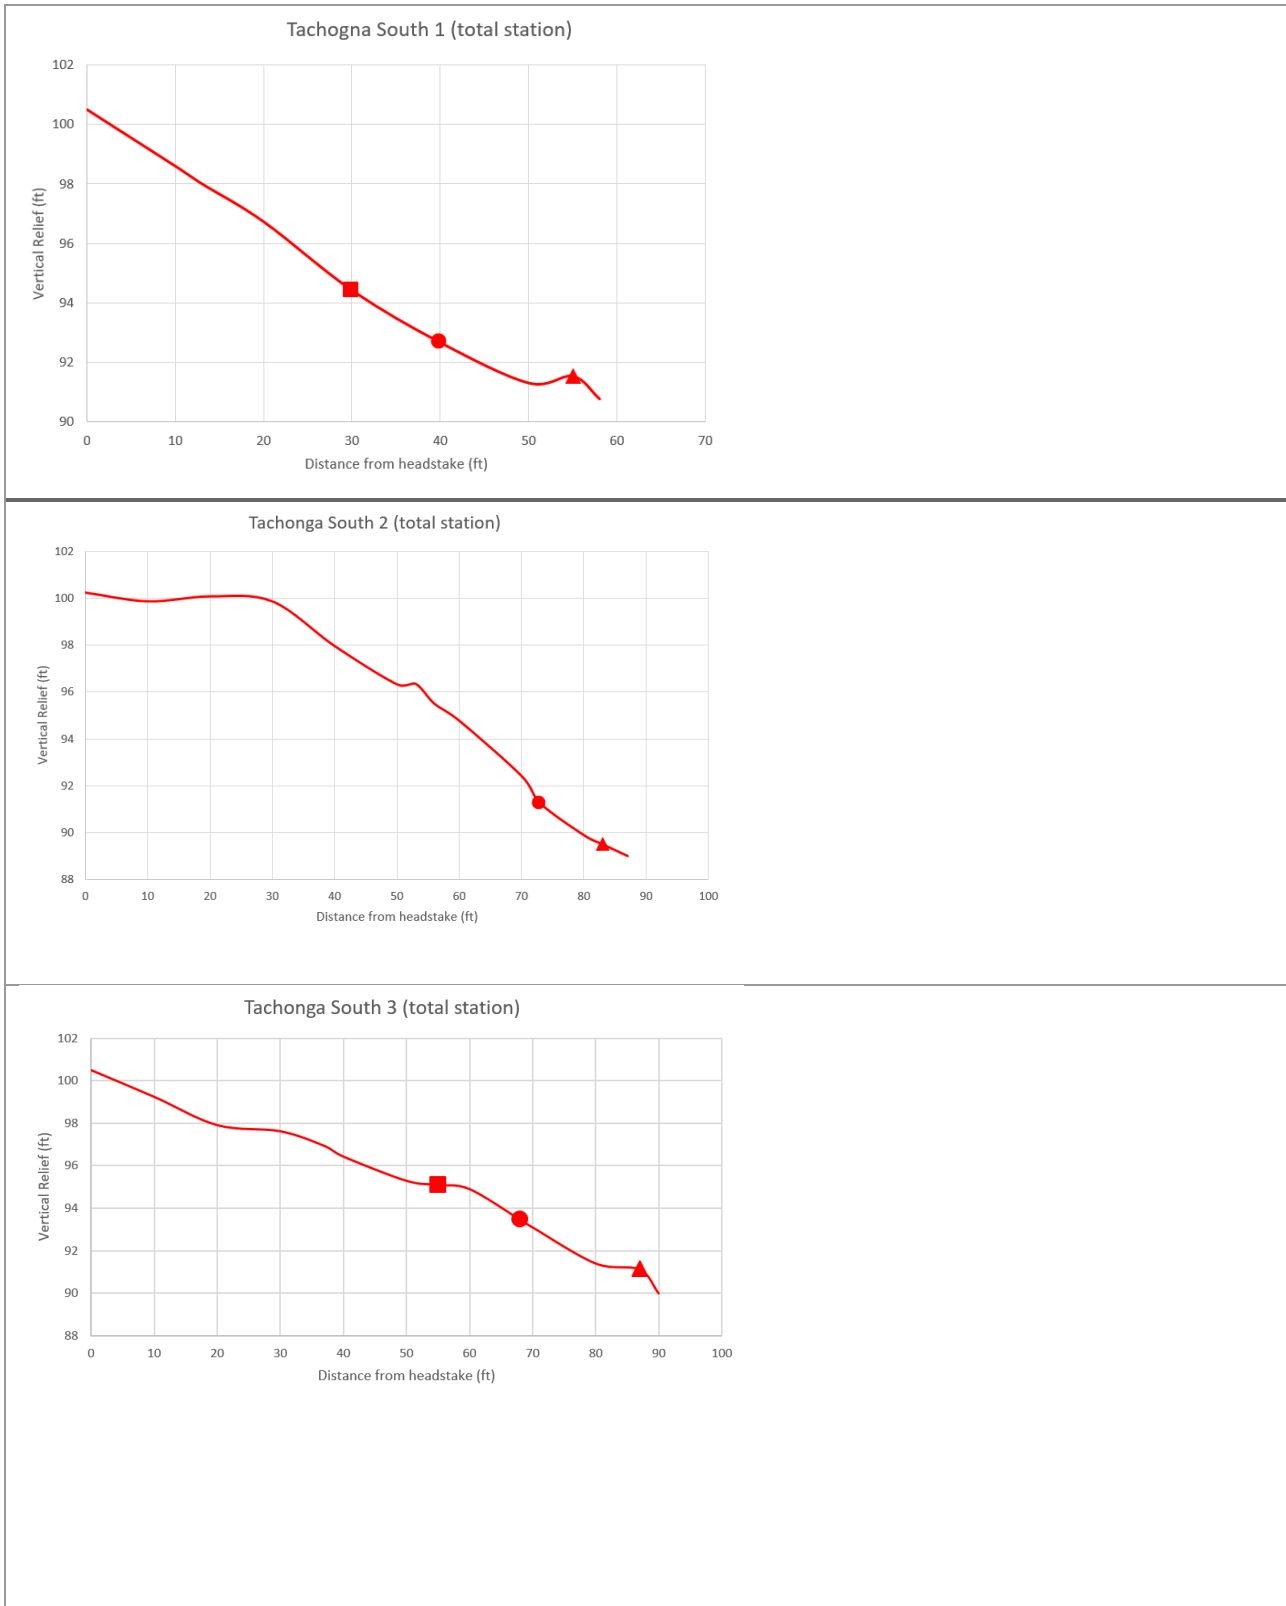 Tachogna South 1 (total station)
102
100
98
96
94
92
90
Vertical Relief (ft)
0 10 20 30 40 50 60 70
Distance from headstake (ft)
Tachonga South 2 (total station)
102
100
98
96
94
92
90
88
Vertical Relief (ft)
0 10 20 30 40 50 60 70 80 90 100
Distance from headstake (ft)
Tachonga South 3 (total station)
102
100
98
96
94
92
90
88
Vertical Relief (ft)
0 10 20 30 40 50 60 70 80 90 100
Distance from headstake (ft)